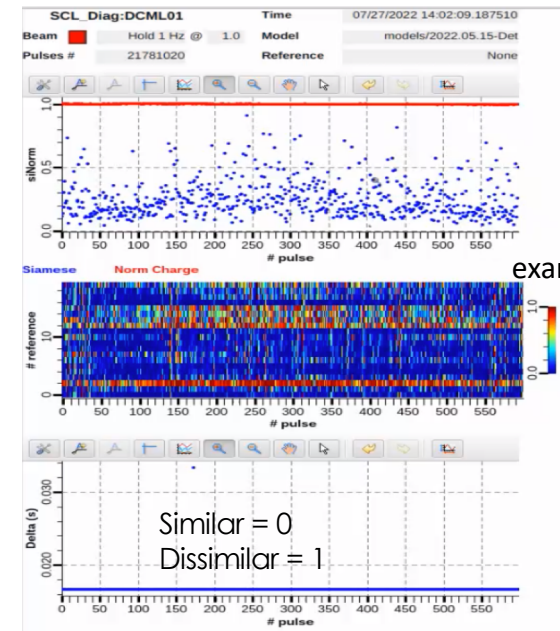 SCL_Diag:DCML01 Time 07/27/2022 14:02:09.187510
Beam Hold 1 Hz @ 1.0 Model models/2022.05.15-Det
Pulses # 21781020 Reference None
siNorm
1.0
0.5
0.0
0 50 100 150 200 250 300 350 400 450 500 550
# pulse
Siamese Norm Charge
exar
# reference
10
0
1.0
0.0
0 50 100 150 200 250 300 350 400 450 500 550
# pulse
Delta (s)
0.030
0.020
Similar = 0
Dissimilar = 1
0 50 100 150 200 250 300 350 400 450 500 550
# pulse